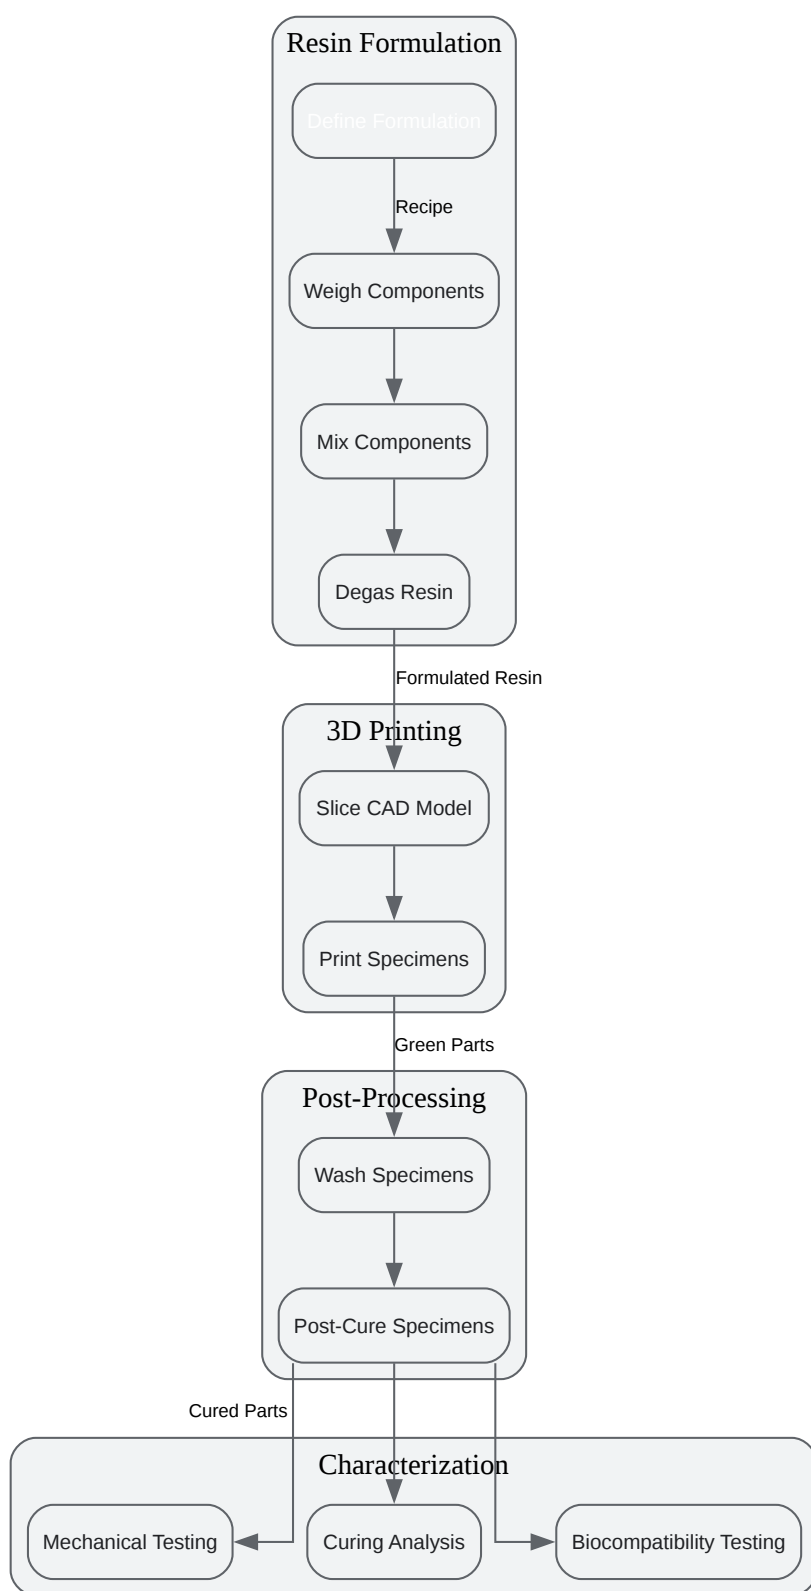 Resin Formulation
Define Formulation
Recipe
Weigh Components
Mix Components
Degas Resin
Formulated Resin
3D Printing
Slice CAD Model
Print Specimens
Green Parts
Post-Processing
Wash Specimens
Post-Cure Specimens
Cured Parts
Characterization
Mechanical Testing
Curing Analysis
Biocompatibility Testing